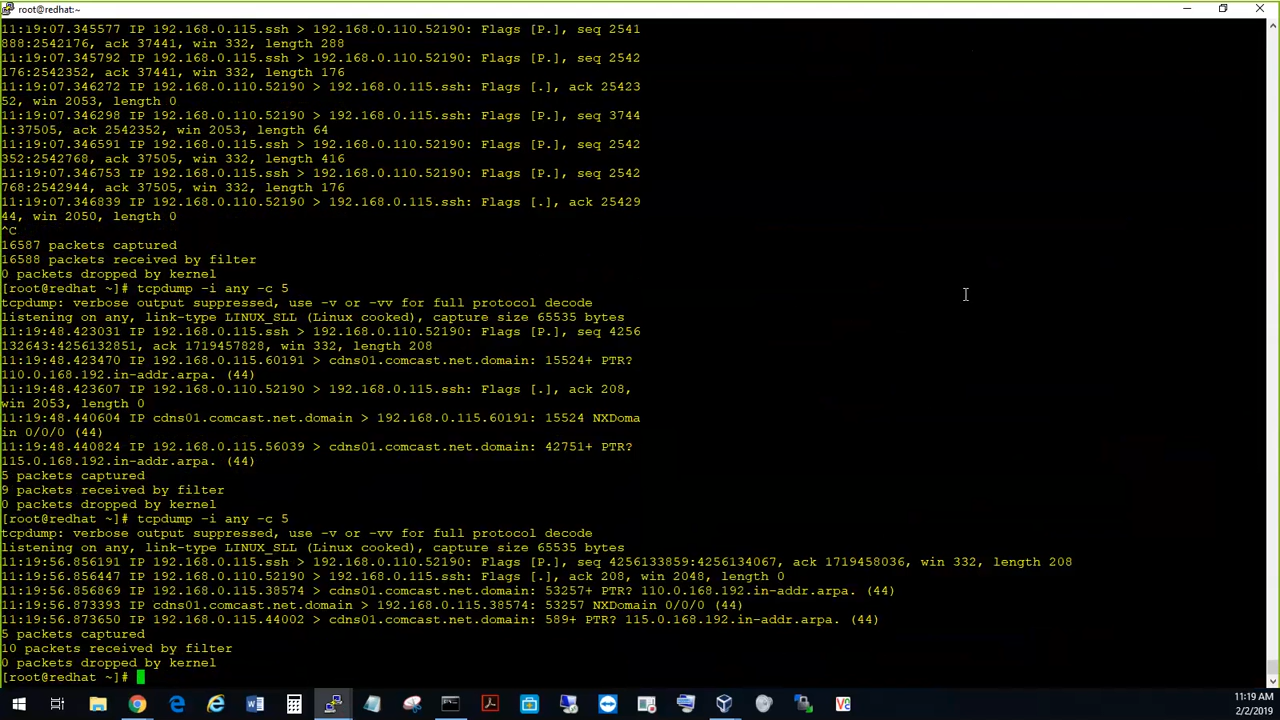 root@redhat:~
11:19:07.345577 IP 192.168.0.115.ssh > 192.168.0.110.52190: Flags [P.], seq 2541
888:2542176, ack 37441, win 332, length 288
11:19:07.345792 IP 192.168.0.115.ssh > 192.168.0.110.52190: Flags [P.], seq 2542
176:2542352, ack 37441, win 332, length 176
11:19:07.346272 IP 192.168.0.110.52190 > 192.168.0.115.ssh: Flags [.], ack 25423
52, win 2053, length 0
11:19:07.346298 IP 192.168.0.110.52190 > 192.168.0.115.ssh: Flags [P.], seq 3744
1:37505, ack 2542352, win 2053, length 64
11:19:07.346591 IP 192.168.0.115.ssh > 192.168.0.110.52190: Flags [P.], seq 2542
352:2542768, ack 37505, win 332, length 416
11:19:07.346753 IP 192.168.0.115.ssh > 192.168.0.110.52190: Flags [P.], seq 2542
768:2542944, ack 37505, win 332, length 176
11:19:07.346839 IP 192.168.0.110.52190 > 192.168.0.115.ssh: Flags [.], ack 25429
44, win 2050, length 0
^C
16587 packets captured
16588 packets received by filter
0 packets dropped by kernel
[root@redhat ~]# tcpdump -i any -c 5
tcpdump: verbose output suppressed, use -v or -vv for full protocol decode
listening on any, link-type LINUX_SLL (Linux cooked), capture size 65535 bytes
11:19:48.423031 IP 192.168.0.115.ssh > 192.168.0.110.52190: Flags [P.], seq 4256
132643:4256132851, ack 1719457828, win 332, length 208
11:19:48.423470 IP 192.168.0.115.60191 > cdns01.comcast.net.domain: 15524+ PTR?
110.0.168.192.in-addr.arpa. (44)
11:19:48.423607 IP 192.168.0.110.52190 > 192.168.0.115.ssh: Flags [.], ack 208,
win 2053, length 0
11:19:48.440604 IP cdns01.comcast.net.domain > 192.168.0.115.60191: 15524 NXDoma
in 0/0/0 (44)
11:19:48.440824 IP 192.168.0.115.56039 > cdns01.comcast.net.domain: 42751+ PTR?
115.0.168.192.in-addr.arpa. (44)
5 packets captured
9 packets received by filter
0 packets dropped by kernel
[root@redhat ~]# tcpdump -i any -c 5
tcpdump: verbose output suppressed, use -v or -vv for full protocol decode
listening on any, link-type LINUX_SLL (Linux cooked), capture size 65535 bytes
11:19:56.856191 IP 192.168.0.115.ssh > 192.168.0.110.52190: Flags [P.], seq 4256133859:4256134067, ack 1719458036, win 332, length 208
11:19:56.856447 IP 192.168.0.110.52190 > 192.168.0.115.ssh: Flags [.], ack 208, win 2048, length 0
11:19:56.856869 IP 192.168.0.115.38574 > cdns01.comcast.net.domain: 53257+ PTR? 110.0.168.192.in-addr.arpa. (44)
11:19:56.873393 IP cdns01.comcast.net.domain > 192.168.0.115.38574: 53257 NXDomain 0/0/0 (44)
11:19:56.873650 IP 192.168.0.115.44002 > cdns01.comcast.net.domain: 589+ PTR? 115.0.168.192.in-addr.arpa. (44)
5 packets captured
10 packets received by filter
0 packets dropped by kernel
[root@redhat ~]#
11:19 AM
2/2/2019